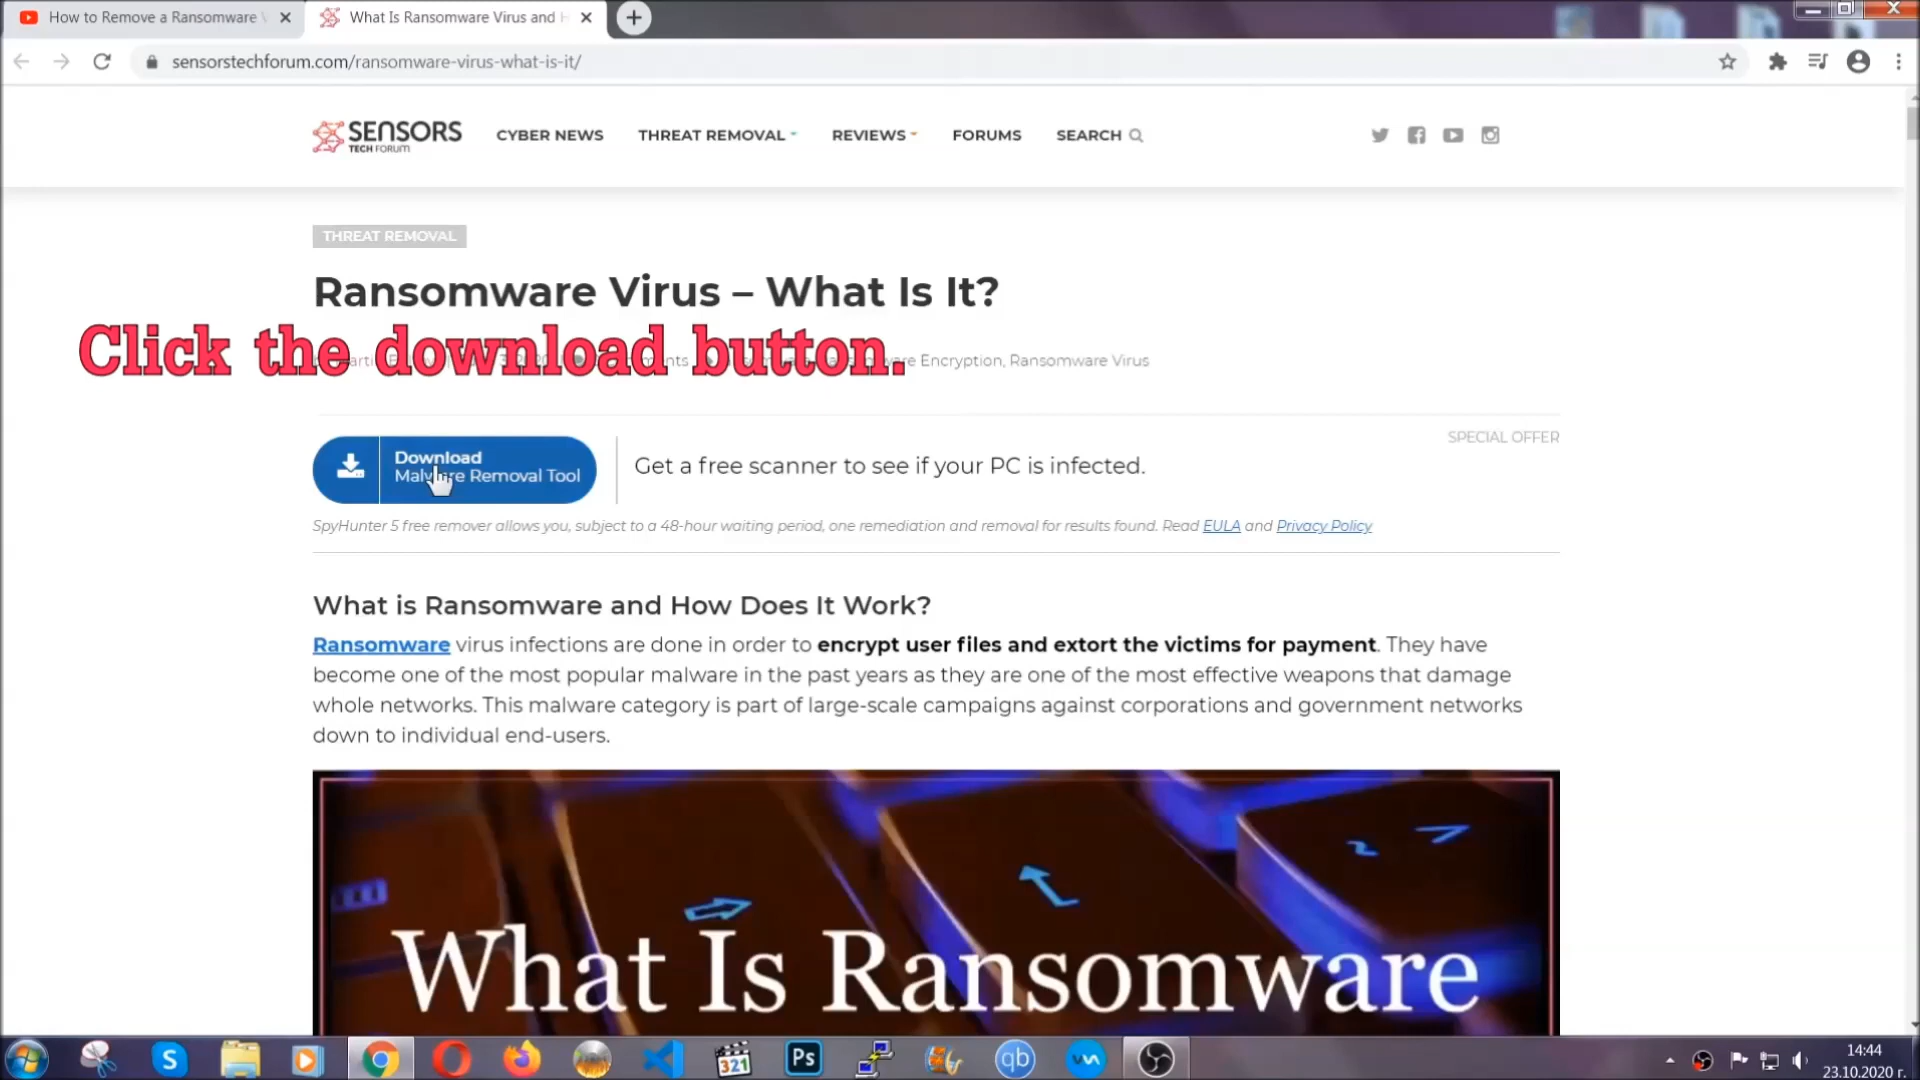 How to Remove a Ransomware
What Is Ransomware Virus and
sensorstechforum.com/ransomware-virus-what-is-it/
SENSORS
TECH FORUM
CYBER NEWS
THREAT REMOVAL
REVIEWS
FORUMS
SEARCH
THREAT REMOVAL
Ransomware Virus – What Is It?
Click the download button.
Encryption, Ransomware Virus
SPECIAL OFFER
Download
Malware Removal Tool
Get a free scanner to see if your PC is infected.
SpyHunter 5 free remover allows you, subject to a 48-hour waiting period, one remediation and removal for results found. Read EULA and Privacy Policy
What is Ransomware and How Does It Work?
Ransomware virus infections are done in order to encrypt user files and extort the victims for payment. They have
become one of the most popular malware in the past years as they are one of the most effective weapons that damage
whole networks. This malware category is part of large-scale campaigns against corporations and government networks
down to individual end-users.
What Is Ransomware
S
321
Ps
qb
14:44
23.10.2020 г.